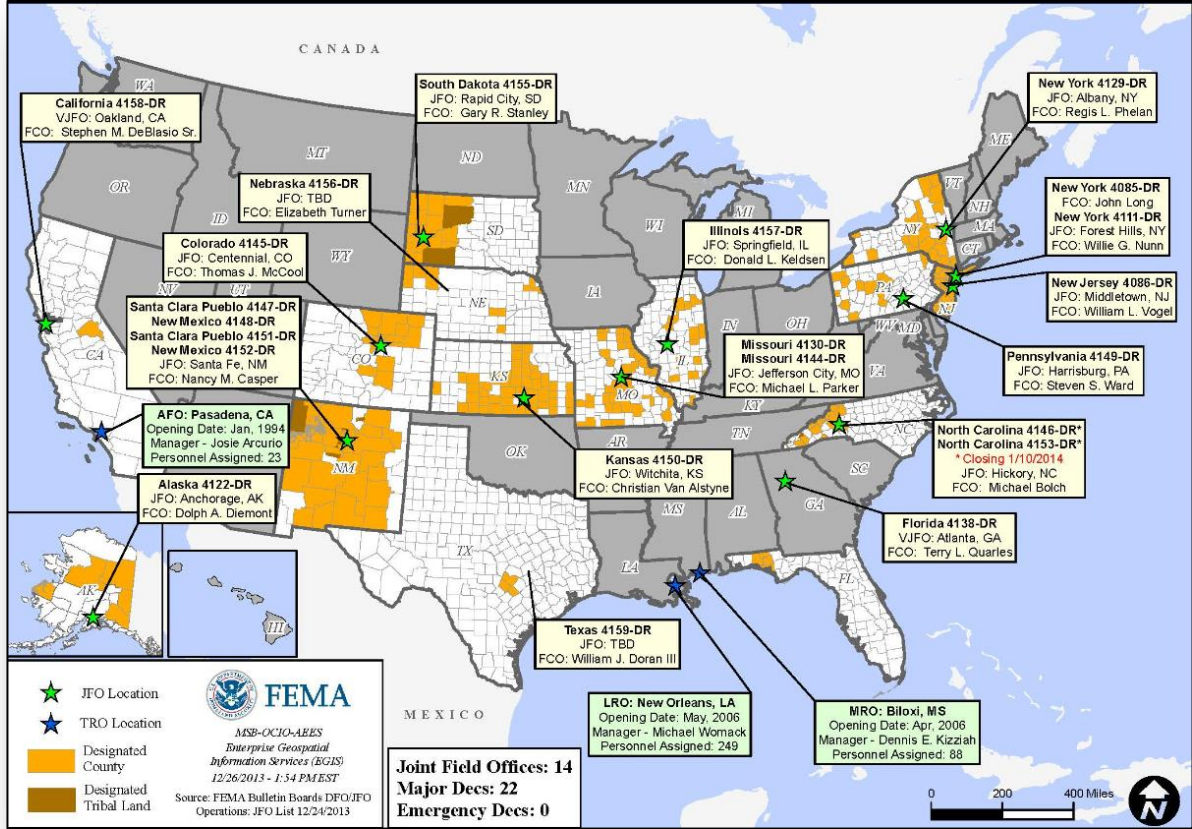 CANADA
WA
California 4158-DR
VJFO: Oakland, CA
FCO: Stephen M. DeBlasio Sr.
South Dakota 4155-DR
JFO: Rapid City, SD
FCO: Gary R. Stanley
New York 4129-DR
JFO: Albany, NY
FCO: Regis L. Phelan
OR
MT
ND
MN
ME
ID
WI
MI
VT
NH
Nebraska 4156-DR
JFO: TBD
FCO: Elizabeth Turner
New York 4085-DR
FCO: John Long
New York 4111-DR
JFO: Forest Hills, NY
FCO: Willie G. Nunn
SD
NY
MA
CT
Illinois 4157-DR
JFO: Springfield, IL
FCO: Donald L. Keldsen
Colorado 4145-DR
JFO: Centennial, CO
FCO: Thomas J. McCool
WY
NV
UT
NE
IA
PA
NJ
New Jersey 4086-DR
JFO: Middletown, NJ
FCO: William L. Vogel
Santa Clara Pueblo 4147-DR
New Mexico 4148-DR
Santa Clara Pueblo 4151-DR
New Mexico 4152-DR
JFO: Santa Fe, NM
FCO: Nancy M. Casper
CA
CO
IL
IN
OH
WV
MD
Missouri 4130-DR
Missouri 4144-DR
JFO: Jefferson City, MO
FCO: Michael L. Parker
Pennsylvania 4149-DR
JFO: Harrisburg, PA
FCO: Steven S. Ward
KS
MO
VA
KY
AFO: Pasadena, CA
Opening Date: Jan, 1994
Manager - Josie Arcurio
Personnel Assigned: 23
NM
OK
AR
TN
NC
North Carolina 4146-DR*
North Carolina 4153-DR*
* Closing 1/10/2014
JFO: Hickory, NC
FCO: Michael Bolch
Kansas 4150-DR
JFO: Witchita, KS
FCO: Christian Van Alstyne
SC
Alaska 4122-DR
JFO: Anchorage, AK
FCO: Dolph A. Diemont
MS
AL
GA
Florida 4138-DR
VJFO: Atlanta, GA
FCO: Terry L. Quarles
TX
LA
FL
AK
HI
Texas 4159-DR
JFO: TBD
FCO: William J. Doran III
LRO: New Orleans, LA
Opening Date: May, 2006
Manager - Michael Womack
Personnel Assigned: 249
MRO: Biloxi, MS
Opening Date: Apr, 2006
Manager - Dennis E. Kizziah
Personnel Assigned: 88
MEXICO
JFO Location
TRO Location
Designated
County
Designated
Tribal Land
FEMA
MSB-OCIO-AEES
Enterprise Geospatial
Information Services (EGIS)
12/26/2013 - 1:54 PM EST
Source: FEMA Bulletin Boards DFO/JFO
Operations: JFO List 12/24/2013
Joint Field Offices: 14
Major Decs: 22
Emergency Decs: 0
0 200 400 Miles
N